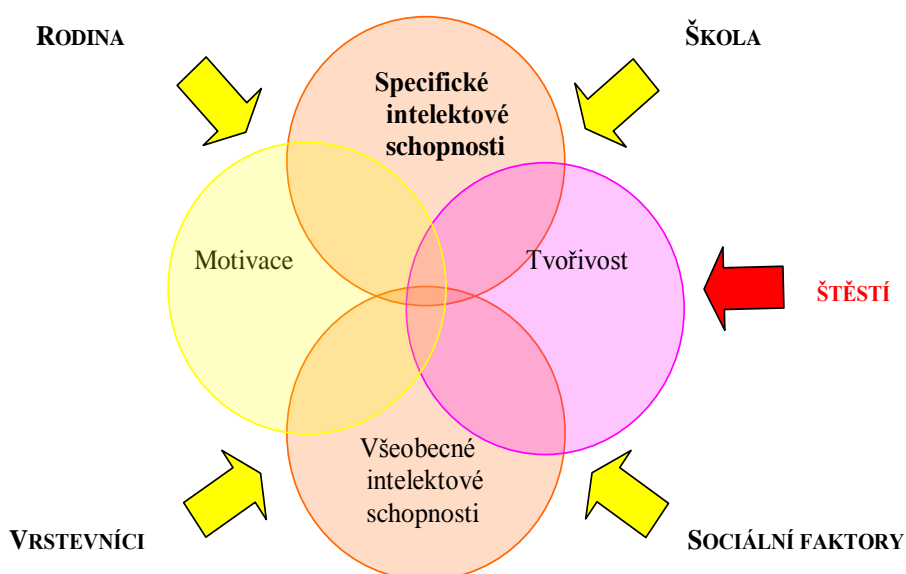 RODINA
ŠKOLA
Specifické
intelektové
schopnosti
Motivace
Tvořivost
ŠTĚSTÍ
Všeobecné
intelektové
schopnosti
VRSTEVNÍCI
SOCIÁLNÍ FAKTORY